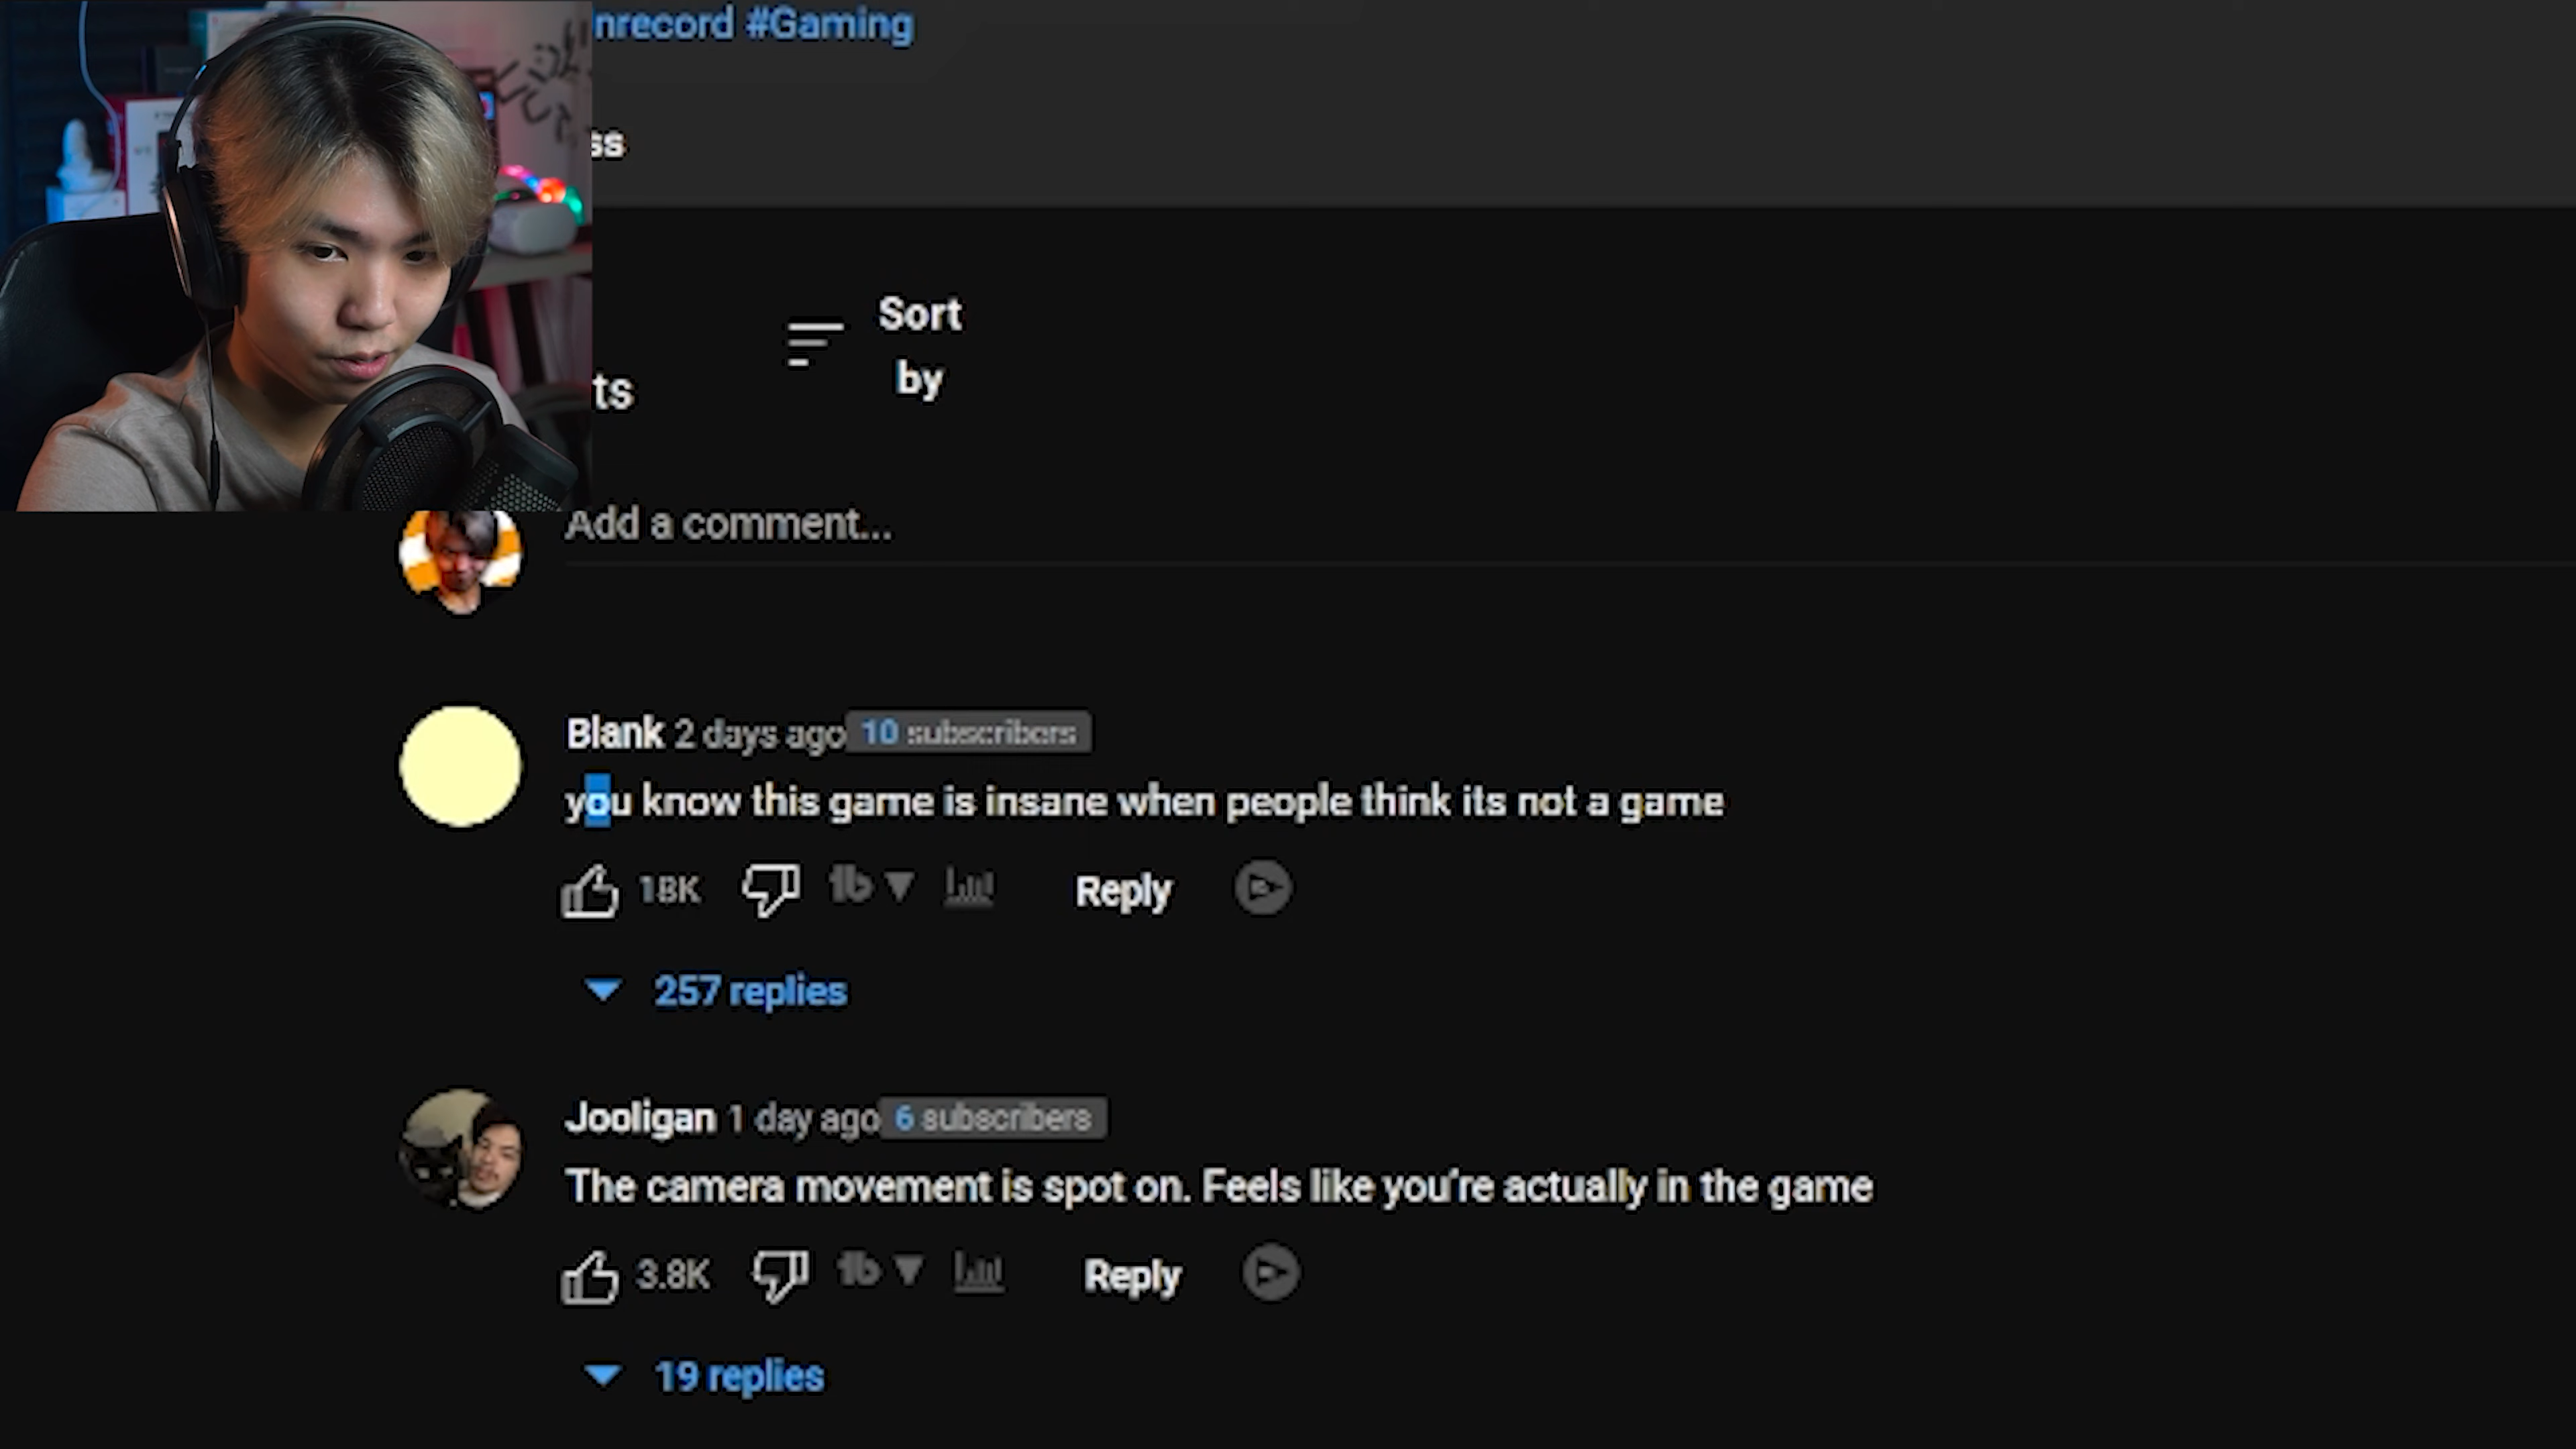 nrecord #Gaming
ss
Sort
by
ts
Add a comment...
Blank 2 days ago 10 subscribers
you know this game is insane when people think its not a game
18K Reply
257 replies
Jooligan 1 day ago 6 subscribers
The camera movement is spot on. Feels like you're actually in the game
3.8K Reply
19 replies